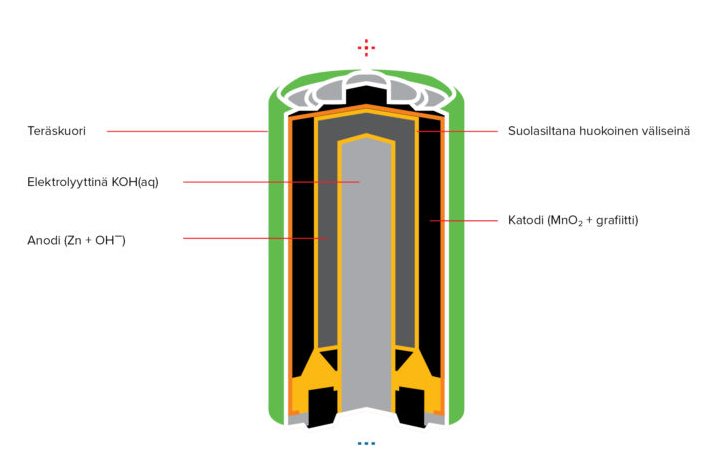 Teräskuori
Suolasiltana huokoinen väliseinä
Elektrolyyttinä KOH(aq)
Katodi (MnO₂ + grafiitti)
Anodi (Zn + OH⁻)